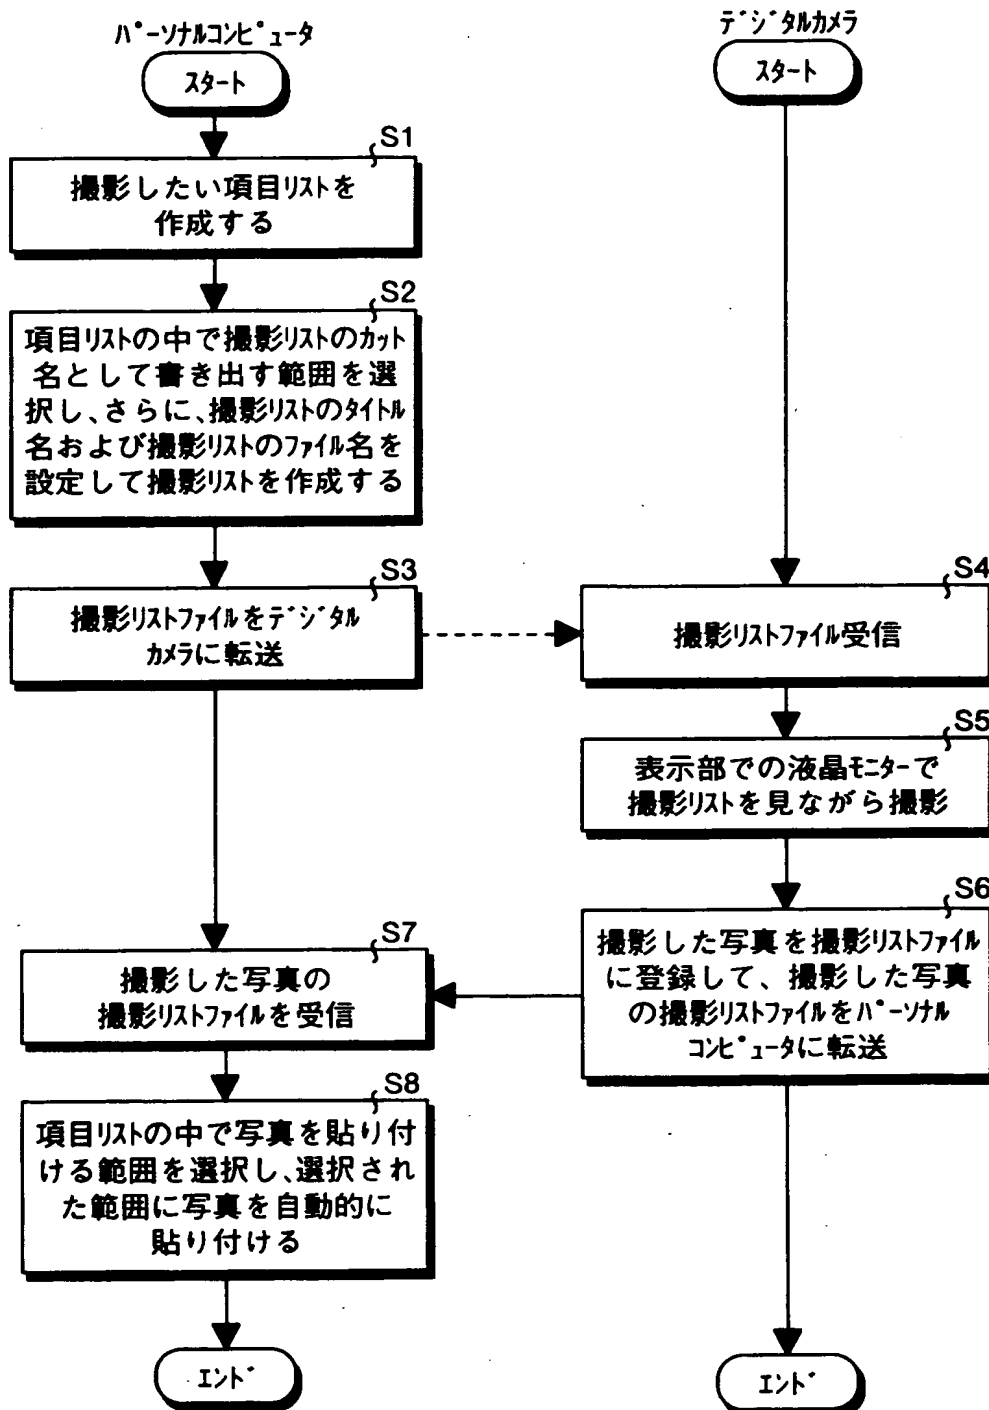 パーソナルコンピュータ
スタート
S1
撮影したい項目リストを
作成する
S2
項目リストの中で撮影リストのカット
名として書き出す範囲を選
択し、さらに、撮影リストのタイトル
名および撮影リストのファイル名を
設定して撮影リストを作成する
S3
撮影リストファイルをデジタル
カメラに転送
S7
撮影した写真の
撮影リストファイルを受信
S8
項目リストの中で写真を貼り付
ける範囲を選択し、選択され
た範囲に写真を自動的に
貼り付ける
エンド
デジタルカメラ
スタート
S4
撮影リストファイル受信
S5
表示部での液晶モニターで
撮影リストを見ながら撮影
S6
撮影した写真を撮影リストファイル
に登録して、撮影した写真
の撮影リストファイルをパーソナル
コンピュータに転送
エンド